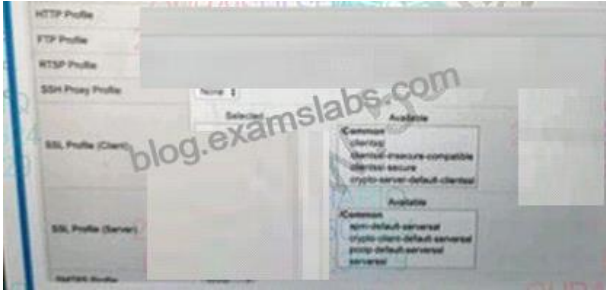 HTTP Profile
FTP Profile
RTSP Profile
SSH Proxy Profile
None
Selected
Available
SSL Profile (Client)
/Common
clientssl
clientssl-insecure-compatible
clientssl-secure
crypto-server-default-clientssl
Available
SSL Profile (Server)
/Common
apm-default-serverssl
crypto-client-default-serverssl
pcoip-default-serverssl
serverssl
SMTPS Profile
blog.examslabs.com